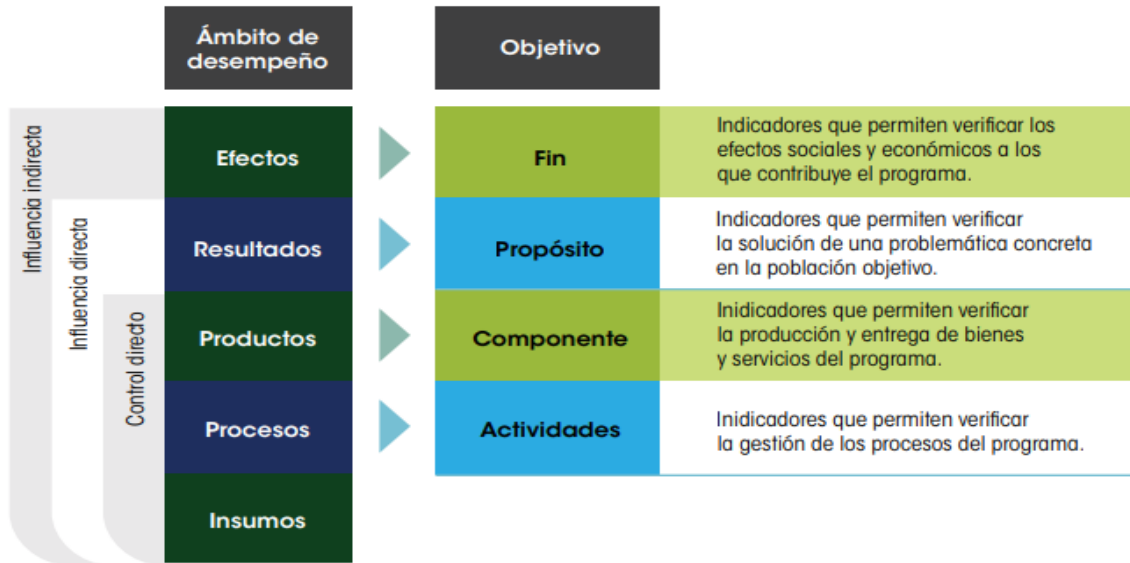 Ámbito de
desempeño
Objetivo
Influencia indirecta
Influencia directa
Control directo
Efectos
Fin
Indicadores que permiten verificar los
efectos sociales y económicos a los
que contribuye el programa.
Resultados
Propósito
Indicadores que permiten verificar
la solución de una problemática concreta
en la población objetivo.
Productos
Componente
Inidicadores que permiten verificar
la producción y entrega de bienes
y servicios del programa.
Procesos
Actividades
Inidicadores que permiten verificar
la gestión de los procesos del programa.
Insumos